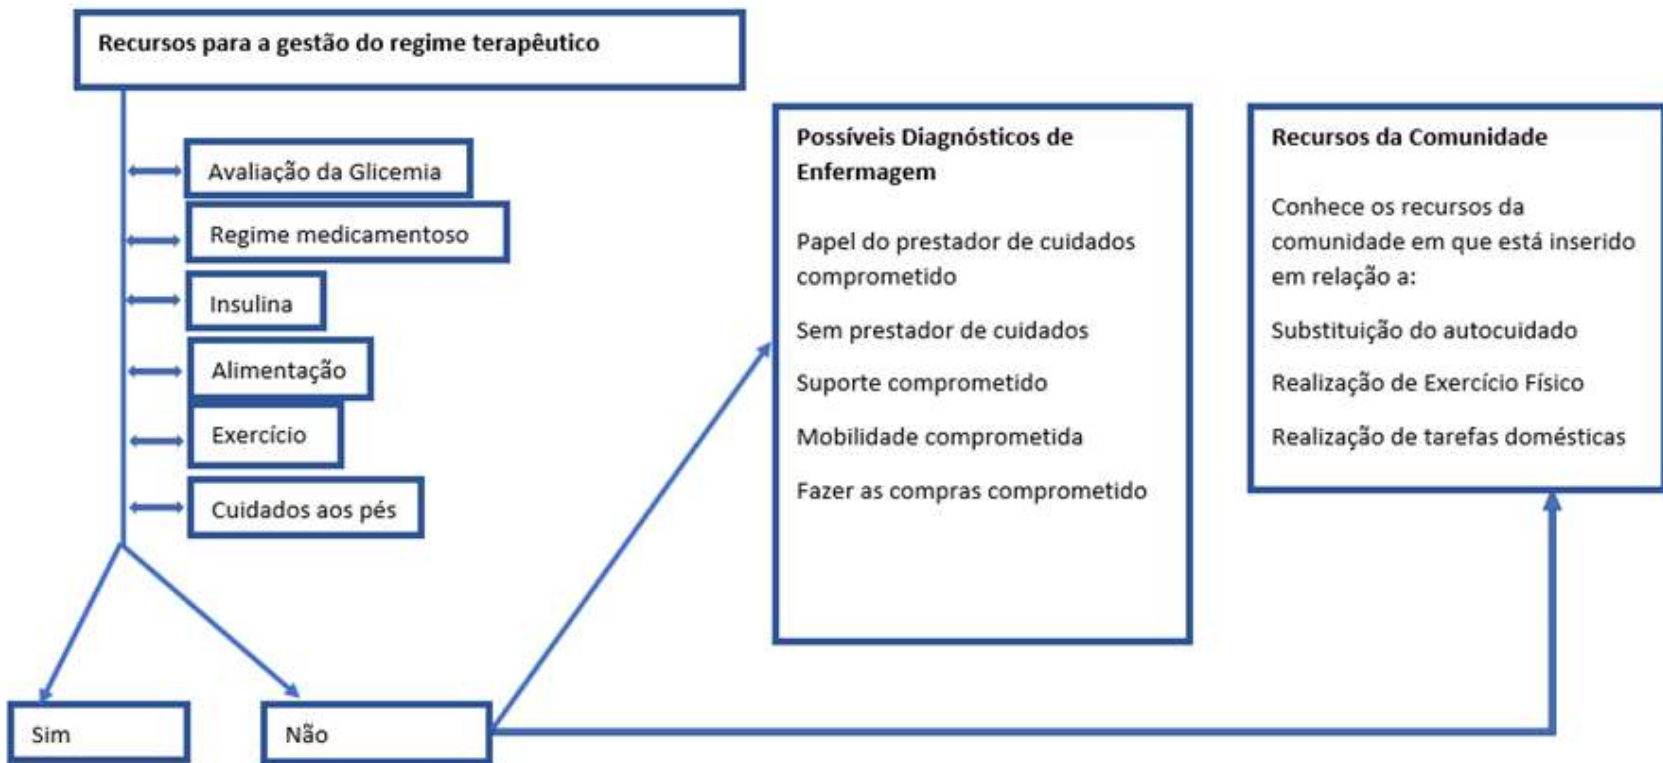 Recursos para a gestão do regime terapêutico
Avaliação da Glicemia
Regime medicamentoso
Insulina
Alimentação
Exercício
Cuidados aos pés
Sim
Não
Possíveis Diagnósticos de
Enfermagem
Papel do prestador de cuidados
comprometido
Sem prestador de cuidados
Suporte comprometido
Mobilidade comprometida
Fazer as compras comprometido
Recursos da Comunidade
Conhece os recursos da
comunidade em que está inserido
em relação a:
Substituição do autocuidado
Realização de Exercício Físico
Realização de tarefas domésticas